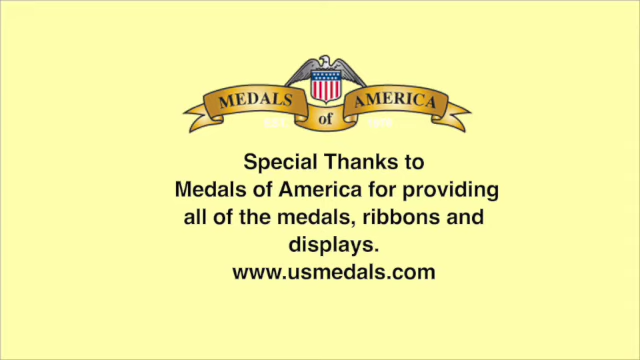 MEDALS of AMERICA
Special Thanks to
Medals of America for providing
all of the medals, ribbons and
displays.
www.usmedals.com